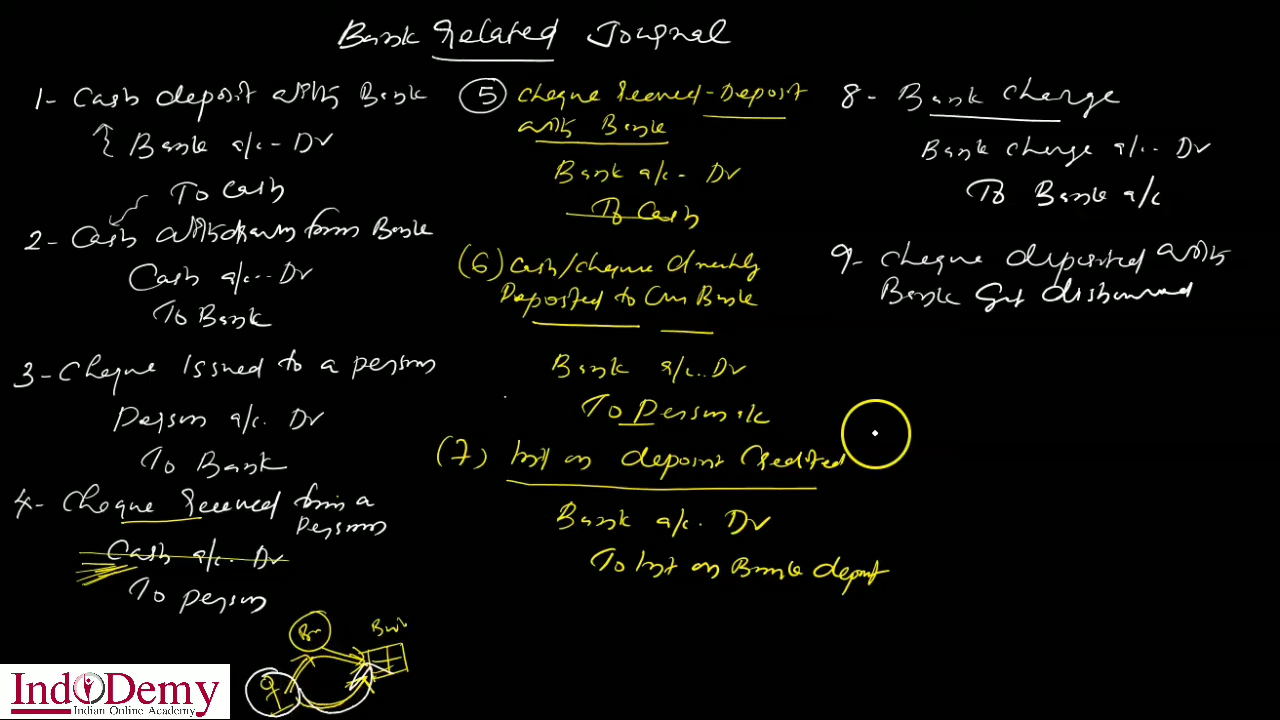 Bank Related Journal
1- Cash deposit with Bank
Bank a/c- Dr
To Cash
2- Cash withdrawn form Bank
Cash a/c.. Dr
To Bank
3- Cheque Issued to a person
Person a/c. Dr
To Bank
4- Cheque Received form a
Person
Cash a/c. Dr
To person
5 Cheque Received-Deposit
with Bank
Bank a/c- Dr
To Cash
(6) Cash/cheque directly
Deposited to Our Bank
Bank a/c.. Dr
To Person a/c
(7) Int on deposit Credited
Bank a/c. Dr
To Int on Bank deposit
8- Bank charge
Bank charge a/c.. Dr
To Bank a/c
9- cheque deposited with
Bank Get dishonured
Bank
IndoDemy
Indian Online Academy